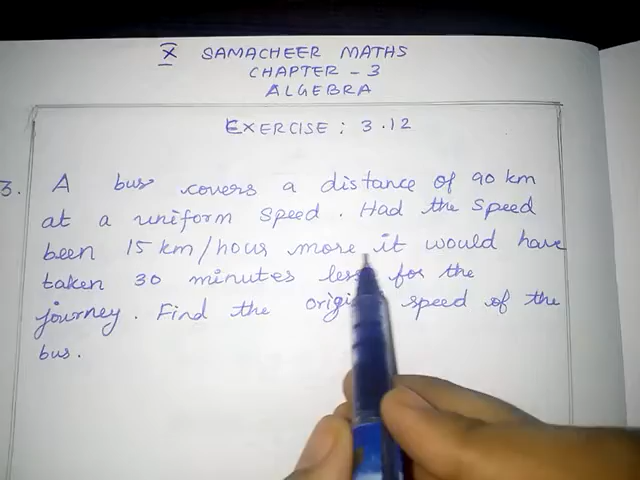 X SAMACHEER MATHS
CHAPTER - 3
ALGEBRA
EXERCISE : 3.12
3. A bus covers a distance of 90 km
at a uniform speed. Had the speed
been 15 km/hour more it would have
taken 30 minutes less for the
journey. Find the speed of the
bus.